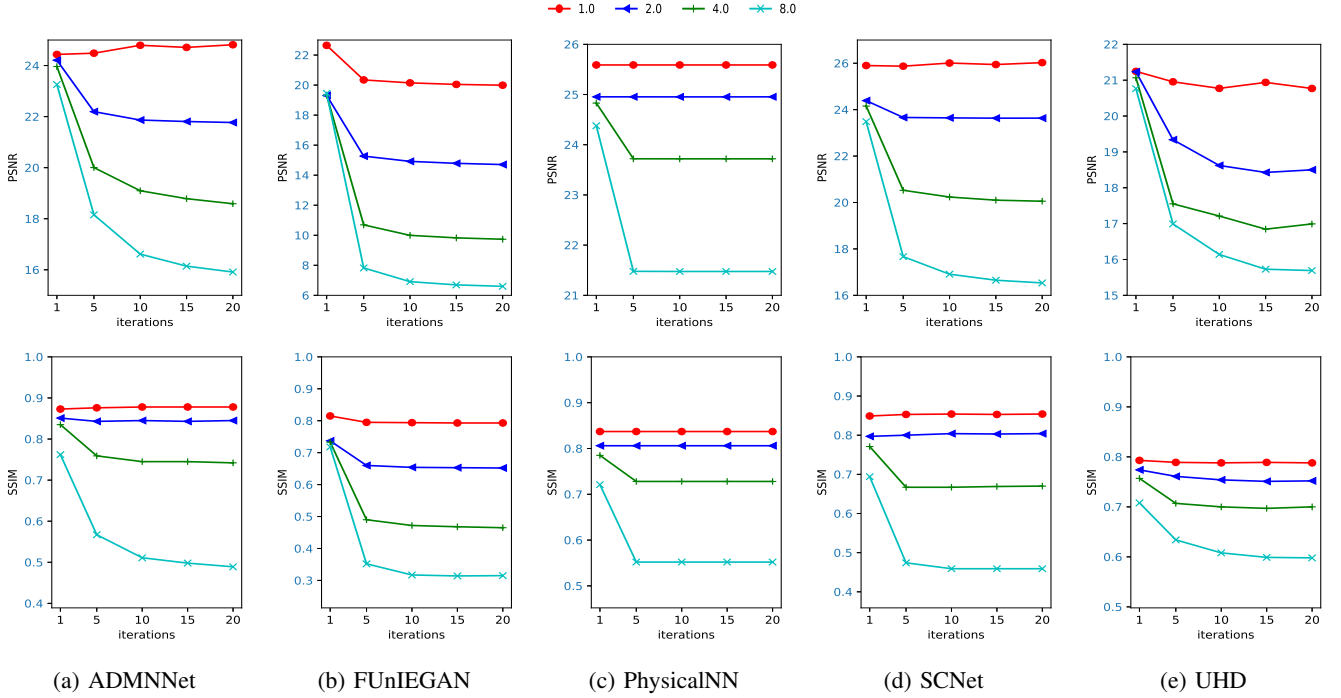 1.0 2.0 4.0 8.0
PSNR
24
22
20
18
16
1 5 10 15 20
iterations
PSNR
22
20
18
16
14
12
10
8
6
1 5 10 15 20
iterations
PSNR
26
25
24
23
22
21
1 5 10 15 20
iterations
PSNR
26
24
22
20
18
16
1 5 10 15 20
iterations
PSNR
22
21
20
19
18
17
16
15
1 5 10 15 20
iterations
SSIM
1.0
0.9
0.8
0.7
0.6
0.5
0.4
1 5 10 15 20
iterations
SSIM
1.0
0.9
0.8
0.7
0.6
0.5
0.4
0.3
1 5 10 15 20
iterations
SSIM
1.0
0.9
0.8
0.7
0.6
0.5
1 5 10 15 20
iterations
SSIM
1.0
0.9
0.8
0.7
0.6
0.5
0.4
1 5 10 15 20
iterations
SSIM
1.0
0.9
0.8
0.7
0.6
0.5
1 5 10 15 20
iterations
(a) ADMNNet (b) FUnIEGAN (c) PhysicalNN (d) SCNet (e) UHD